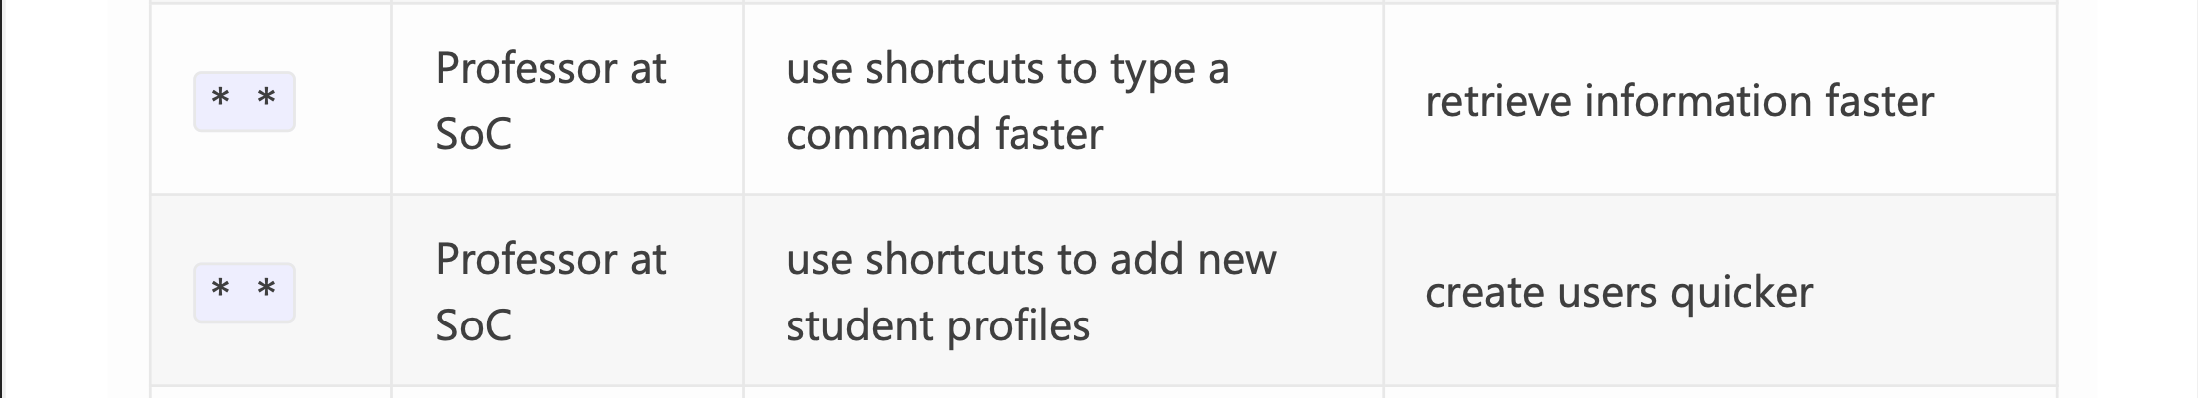 * *
Professor at
SoC
use shortcuts to type a
command faster
retrieve information faster
* *
Professor at
SoC
use shortcuts to add new
student profiles
create users quicker